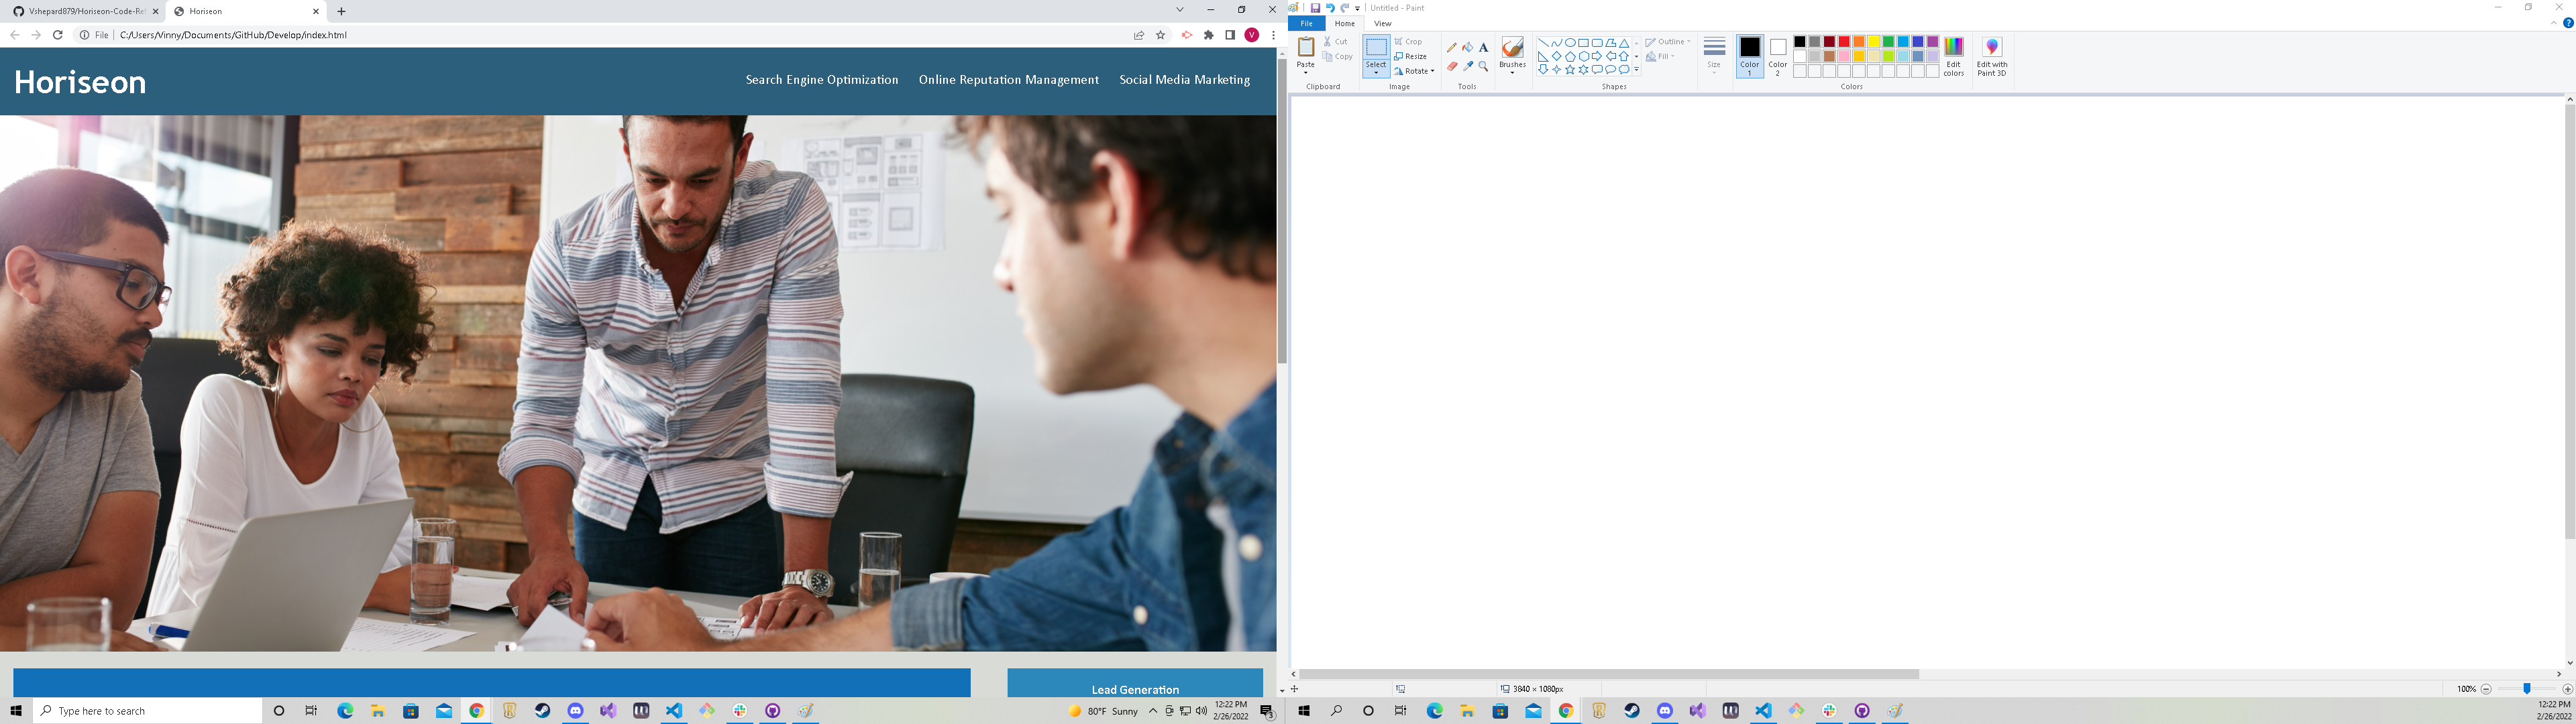 Vshepard879/Horiseon-Code-Ref
Horiseon
File
C:/Users/Vinny/Documents/GitHub/Develop/index.html
V
Horiseon
Search Engine Optimization
Online Reputation Management
Social Media Marketing
Lead Generation
Type here to search
80°F Sunny
12:22 PM
2/26/2022
3
Untitled - Paint
File
Home
View
Paste
Cut
Copy
Clipboard
Select
Crop
Resize
Rotate
Image
A
Tools
Brushes
Outline
Fill
Shapes
Size
Color 1
Color 2
Edit colors
Colors
Edit with Paint 3D
3840 × 1080px
100%
12:22 PM
2/26/2022